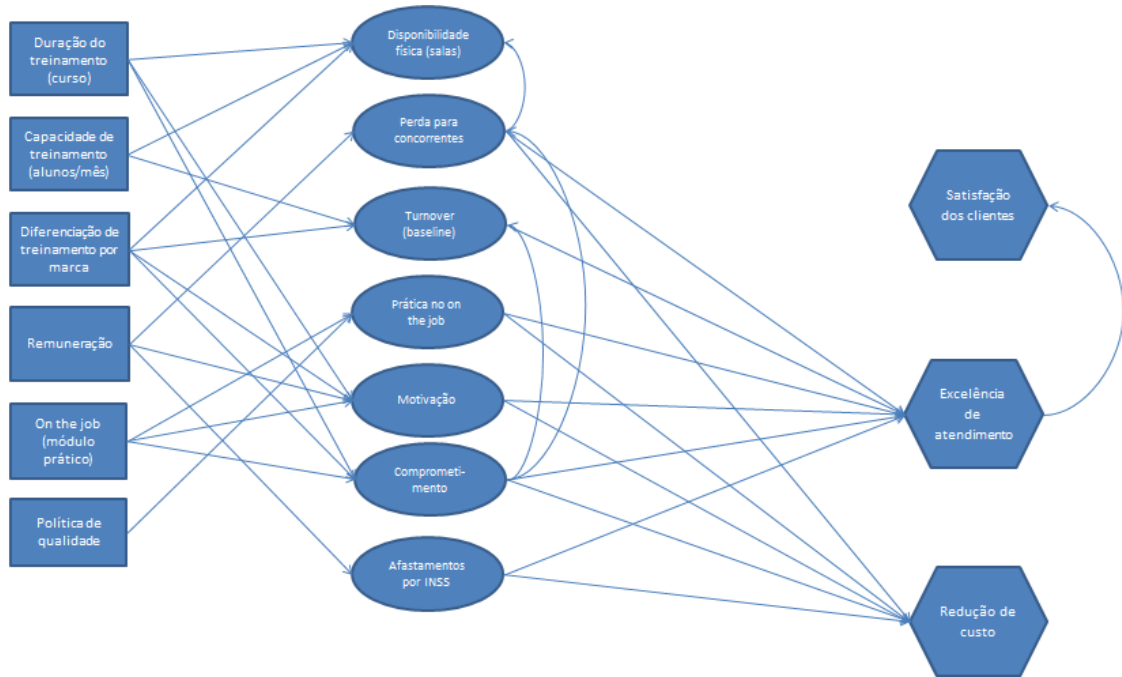 Duração do
treinamento
(curso)
Capacidade de
treinamento
(alunos/mês)
Diferenciação de
treinamento por
marca
Remuneração
On the job
(módulo
prático)
Política de
qualidade
Disponibilidade
física (salas)
Perda para
concorrentes
Turnover
(baseline)
Prática no on
the job
Motivação
Comprometi-
mento
Afastamentos
por INSS
Satisfação
dos clientes
Excelência
de
atendimento
Redução de
custo